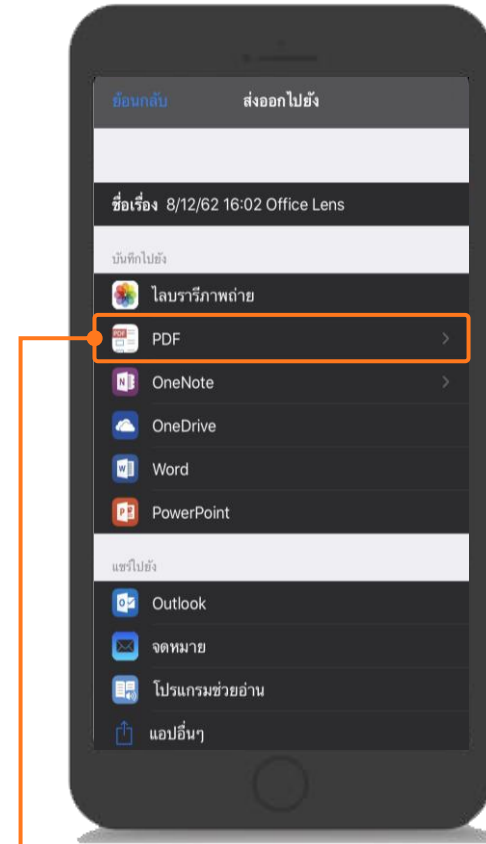 ย้อนกลับ ส่งออกไปยัง
ชื่อเรื่อง 8/12/62 16:02 Office Lens
บันทึกไปยัง
ไลบรารีภาพถ่าย
PDF
OneNote
OneDrive
Word
PowerPoint
แชร์ไปยัง
Outlook
จดหมาย
โปรแกรมช่วยอ่าน
แอปอื่นๆ